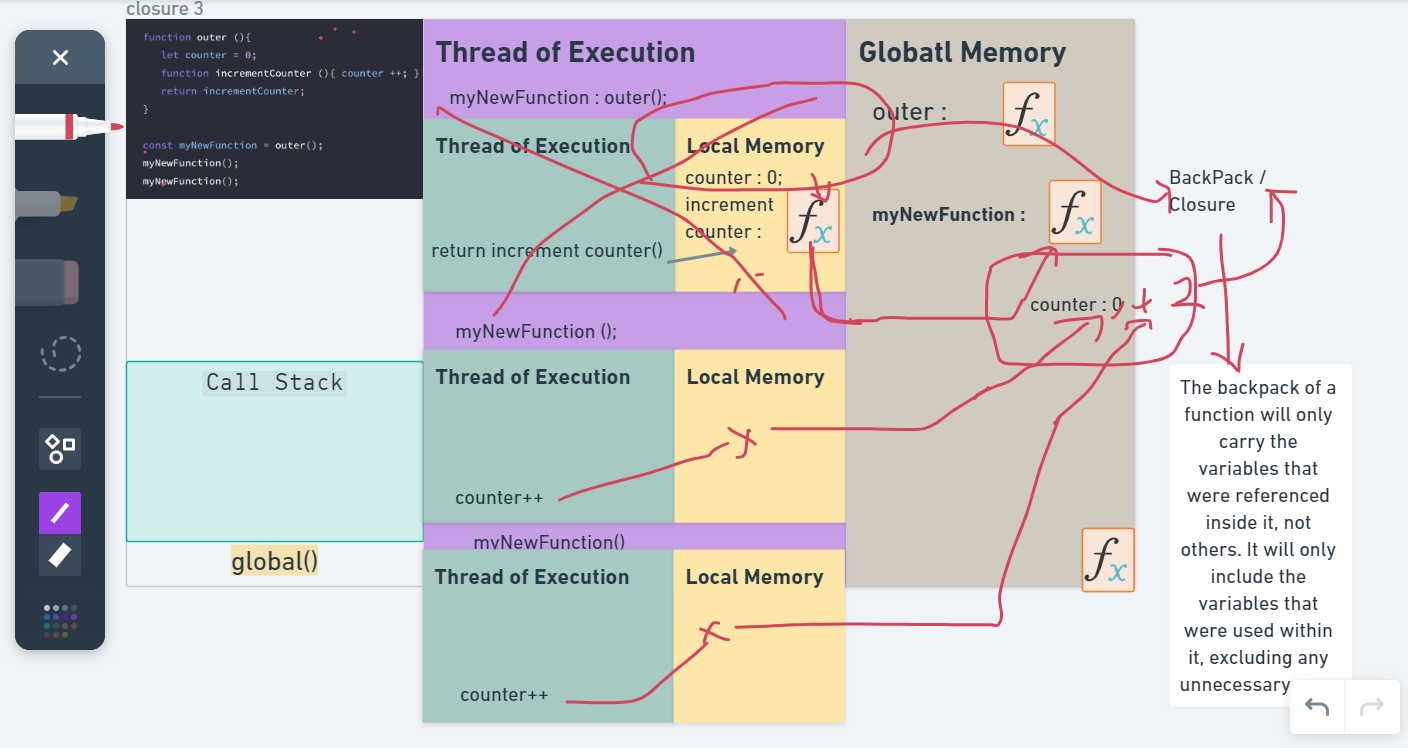 closure 3
function outer (){
let counter = 0;
function incrementCounter (){ counter ++; }
return incrementCounter;
}
const myNewFunction = outer();
myNewFunction();
myNewFunction();
Call Stack
global()
Thread of Execution
myNewFunction : outer();
Thread of Execution
return increment counter()
Local Memory
counter : 0;
increment
counter :
fx
myNewFunction ();
Thread of Execution
counter++
Local Memory
myNewFunction()
Thread of Execution
counter++
Local Memory
Globatl Memory
outer :
fx
myNewFunction :
fx
counter : 0
fx
BackPack /
Closure
The backpack of a
function will only
carry the
variables that
were referenced
inside it, not
others. It will only
include the
variables that
were used within
it, excluding any
unnecessary